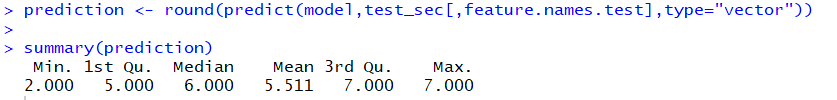 > prediction <- round(predict(model,test_sec[,feature.names.test],type="vector"))
>
> summary(prediction)
   Min. 1st Qu.  Median    Mean 3rd Qu.    Max.
  2.000   5.000   6.000   5.511   7.000   7.000